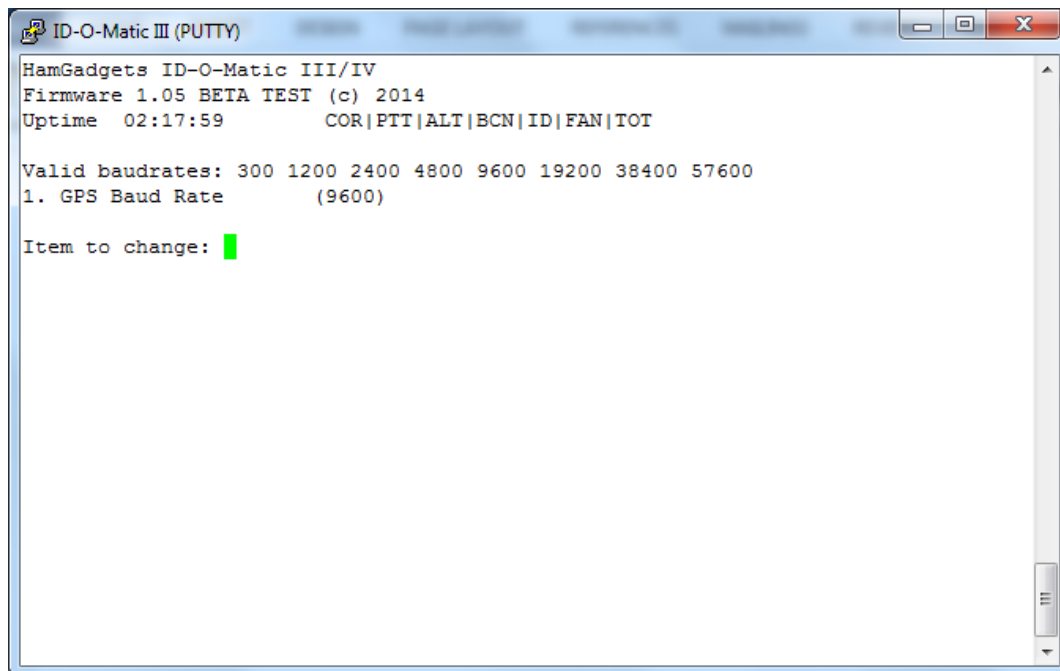 ID-O-Matic III (PUTTY)
HamGadgets ID-O-Matic III/IV
Firmware 1.05 BETA TEST (c) 2014
Uptime  02:17:59        COR|PTT|ALT|BCN|ID|FAN|TOT
Valid baudrates: 300 1200 2400 4800 9600 19200 38400 57600
1. GPS Baud Rate       (9600)
Item to change: